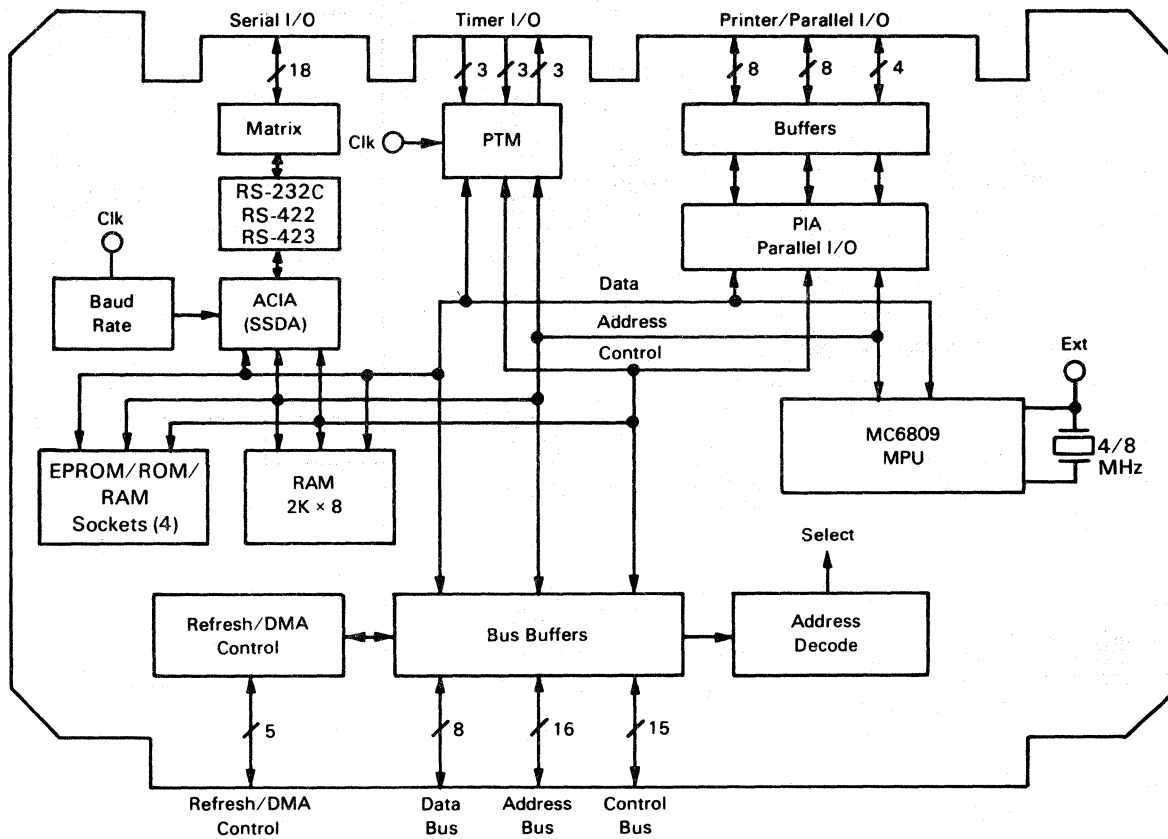 Serial I/O
Timer I/O
Printer/Parallel I/O
18
3
3
3
8
8
4
Matrix
Clk
PTM
Buffers
RS-232C
RS-422
RS-423
Clk
PIA
Parallel I/O
Baud
Rate
ACIA
(SSDA)
Data
Address
Control
Ext
MC6809
MPU
4/8
MHz
EPROM/ROM/
RAM
Sockets (4)
RAM
2K × 8
Select
Refresh/DMA
Control
Bus Buffers
Address
Decode
5
8
16
15
Refresh/DMA
Control
Data
Bus
Address
Bus
Control
Bus